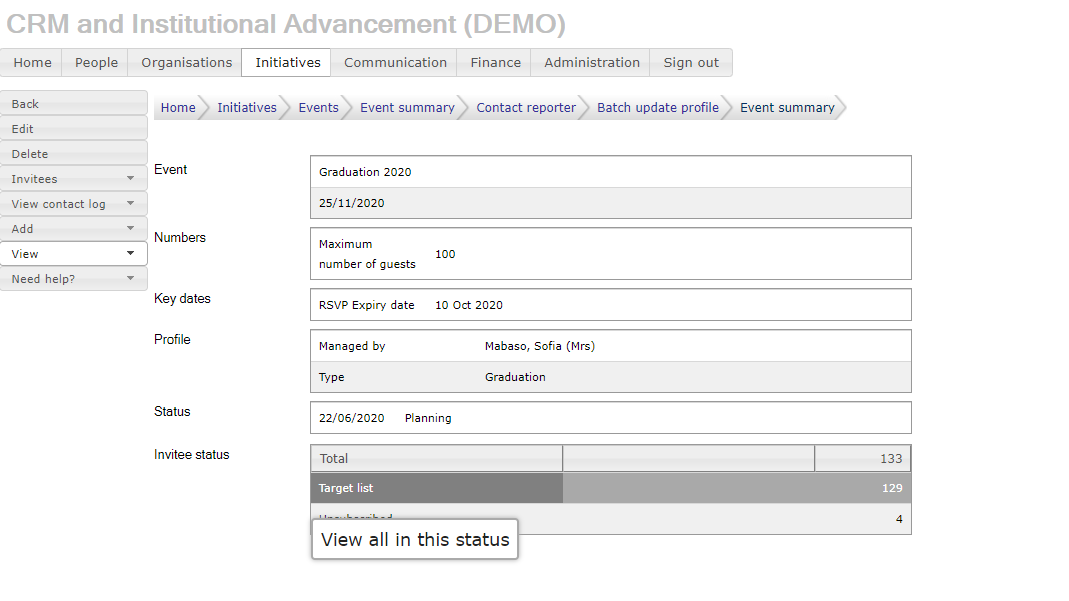 CRM and Institutional Advancement (DEMO)
Home People Organisations Initiatives Communication Finance Administration Sign out
Back
Edit
Delete
Invitees
View contact log
Add
View
Need help?
Home Initiatives Events Event summary Contact reporter Batch update profile Event summary
Event
Graduation 2020
25/11/2020
Numbers
Maximum
number of guests 100
Key dates
RSVP Expiry date 10 Oct 2020
Profile
Managed by Mabaso, Sofia (Mrs)
Type Graduation
Status
22/06/2020 Planning
Invitee status
Total 133
Target list 129
Unsubscribed 4
View all in this status